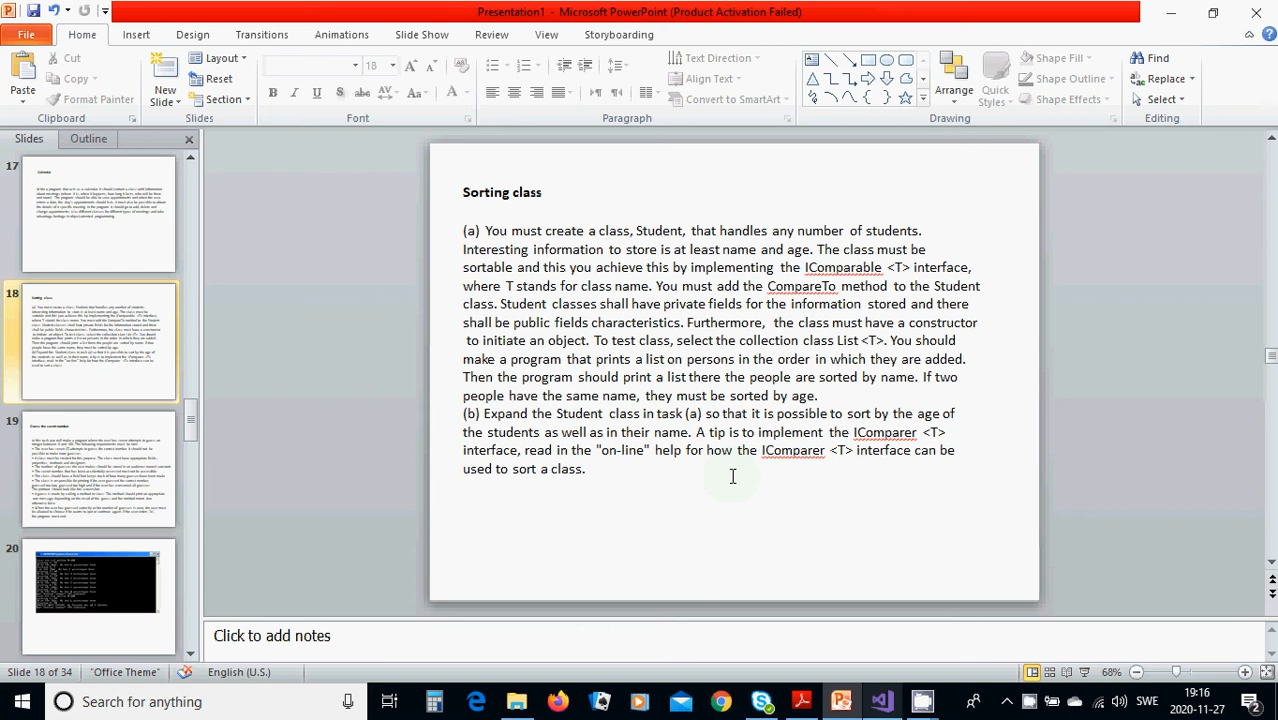 Presentation1 - Microsoft PowerPoint (Product Activation Failed)
File
Home
Insert
Design
Transitions
Animations
Slide Show
Review
View
Storyboarding
Paste
Cut
Copy
Format Painter
Clipboard
New
Slide
Layout
Reset
Section
Slides
18
Font
Text Direction
Align Text
Convert to SmartArt
Paragraph
Arrange
Quick
Styles
Shape Fill
Shape Outline
Shape Effects
Drawing
Find
Replace
Select
Editing
Slides
Outline
17
18
19
20
Sorting class
(a) You must create a class, Student, that handles any number of students.
Interesting information to store is at least name and age. The class must be
sortable and this you achieve this by implementing the IComparable <T> interface,
where it stands for class name. You must add the CompareTo method to the Student
class. Student classes shall have private fields for the information stored and there
shall be public basic characteristics. Furthermore,
must have a constructor
to initiate an object. To test class, select the collection class List <T>. You should
make a program that prints a list on persons in the order in which they are added.
Then the program should print a list there the people are sorted by name. If two
people have the same name, they must be sorted by age.
(b) Expand the Student class in task (a) so that it is possible to sort by the age of
the students as well as in their name. A tip is to implement the IComparer <T>
interface, read in the "on-line" help for how the IComparer <T> interface can be
used to sort a class.
Click to add notes
Slide 18 of 34
"Office Theme"
English (U.S.)
68%
Search for anything
SWE
19:16
2020-11-27
2